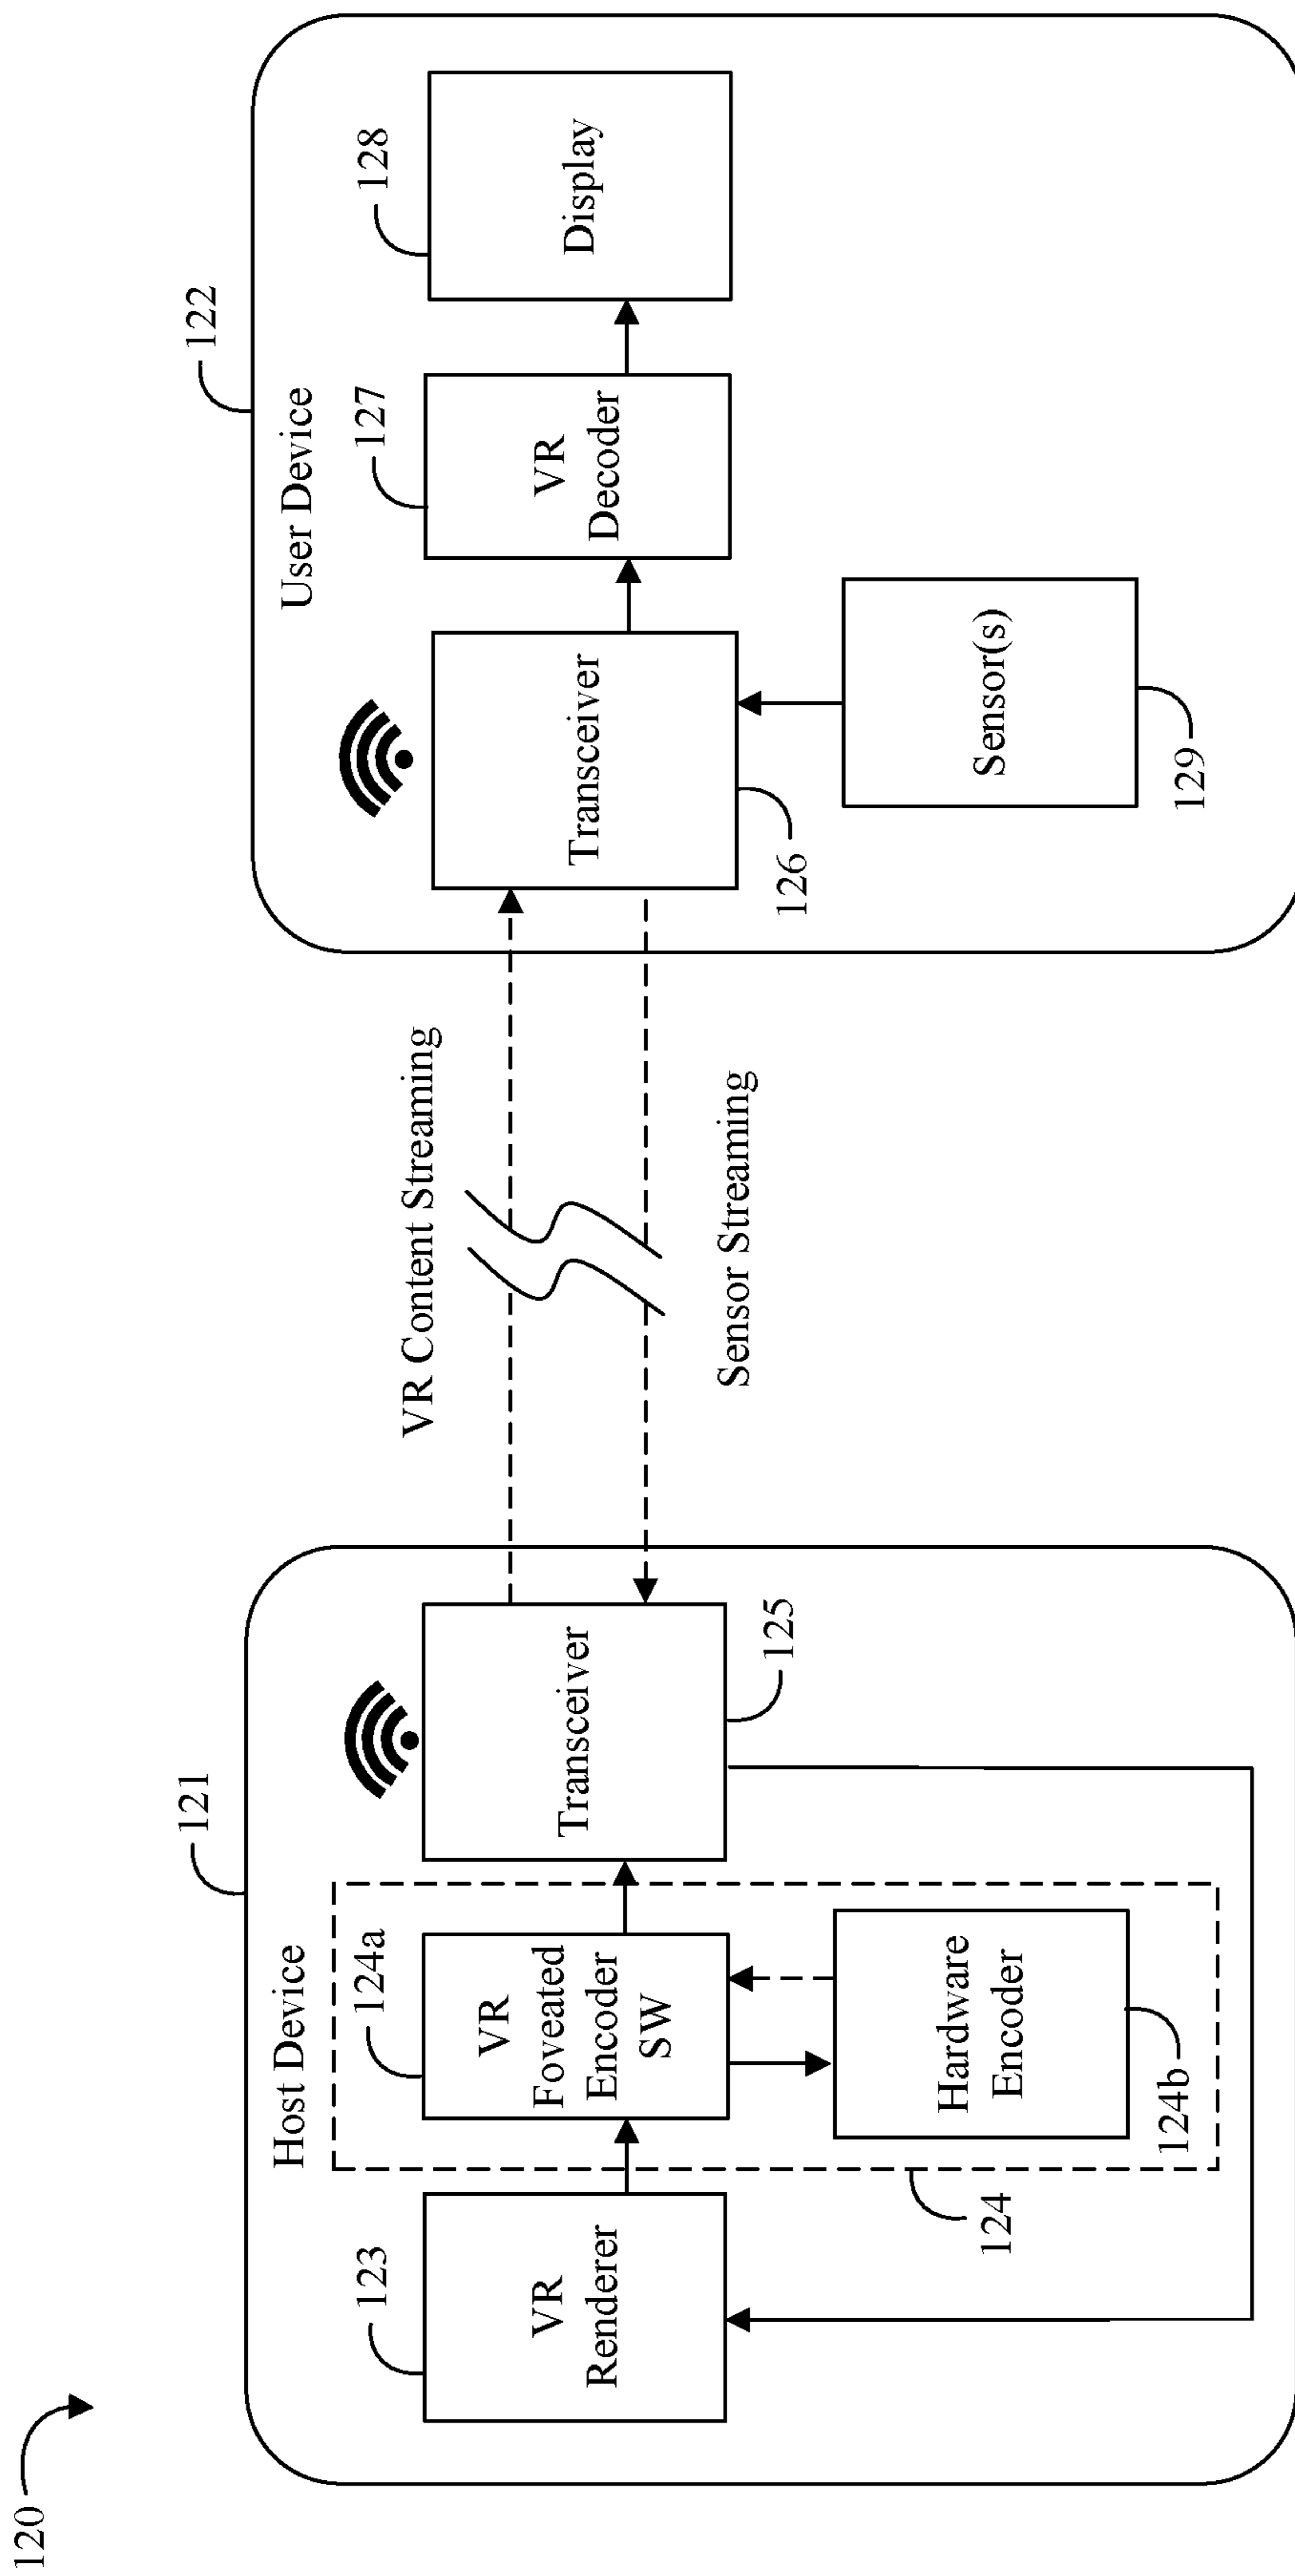 120
121
Host Device
123
VR
Renderer
124a
VR
Foveated
Encoder
SW
Hardware
Encoder
124b
124
Transceiver
125
VR Content Streaming
Sensor Streaming
122
User Device
Transceiver
126
127
VR
Decoder
128
Display
Sensor(s)
129